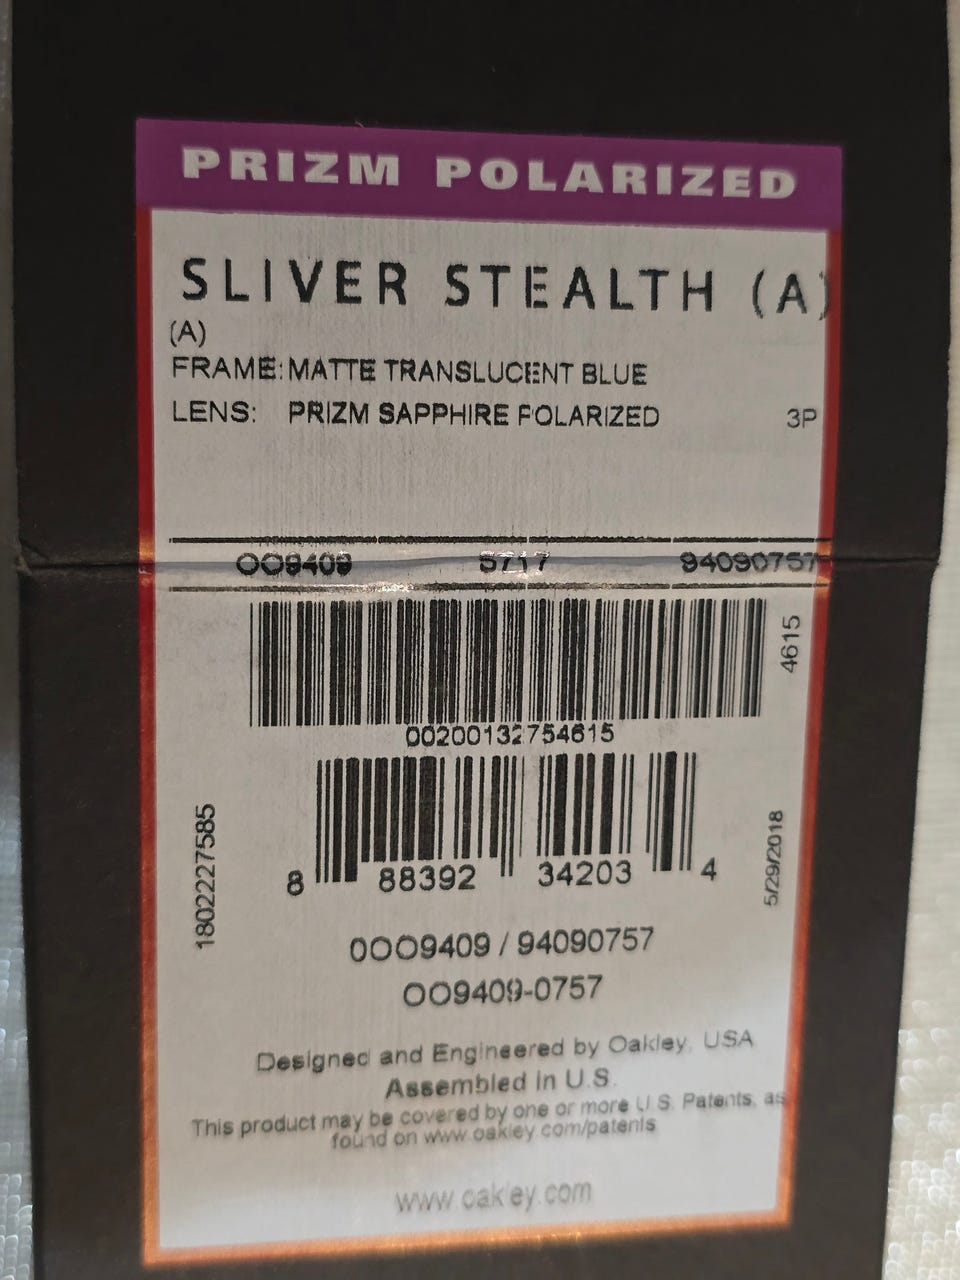 PRIZM POLARIZED
SLIVER STEALTH (A)
(A)
FRAME: MATTE TRANSLUCENT BLUE
LENS: PRIZM SAPPHIRE POLARIZED 3P
OO9409 5717 94090757
4615
00200132754615
1802227585
8 88392 34203 4
5/29/2018
0OO9409 / 94090757
OO9409-0757
Designed and Engineered by Oakley, USA
Assembled in U.S.
This product may be covered by one or more U.S. Patents, as
found on www.oakley.com/patents
www.oakley.com